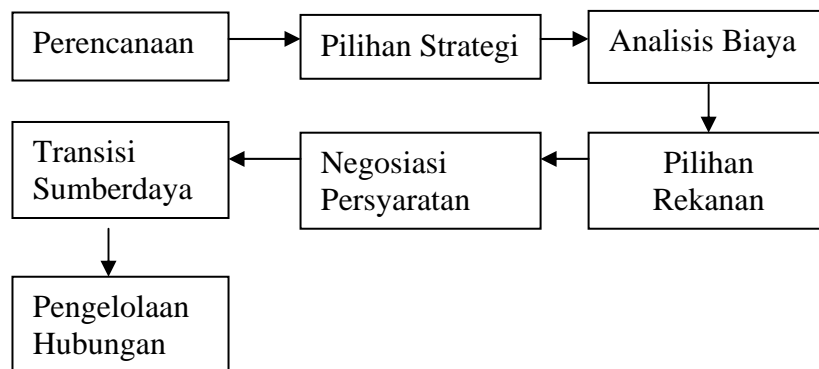 Perencanaan
Pilihan Strategi
Analisis Biaya
Pilihan
Rekanan
Negosiasi
Persyaratan
Transisi
Sumberdaya
Pengelolaan
Hubungan